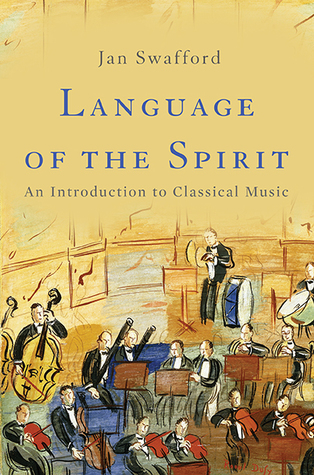 Jan Swafford
LANGUAGE
OF THE SPIRIT
An Introduction to Classical Music